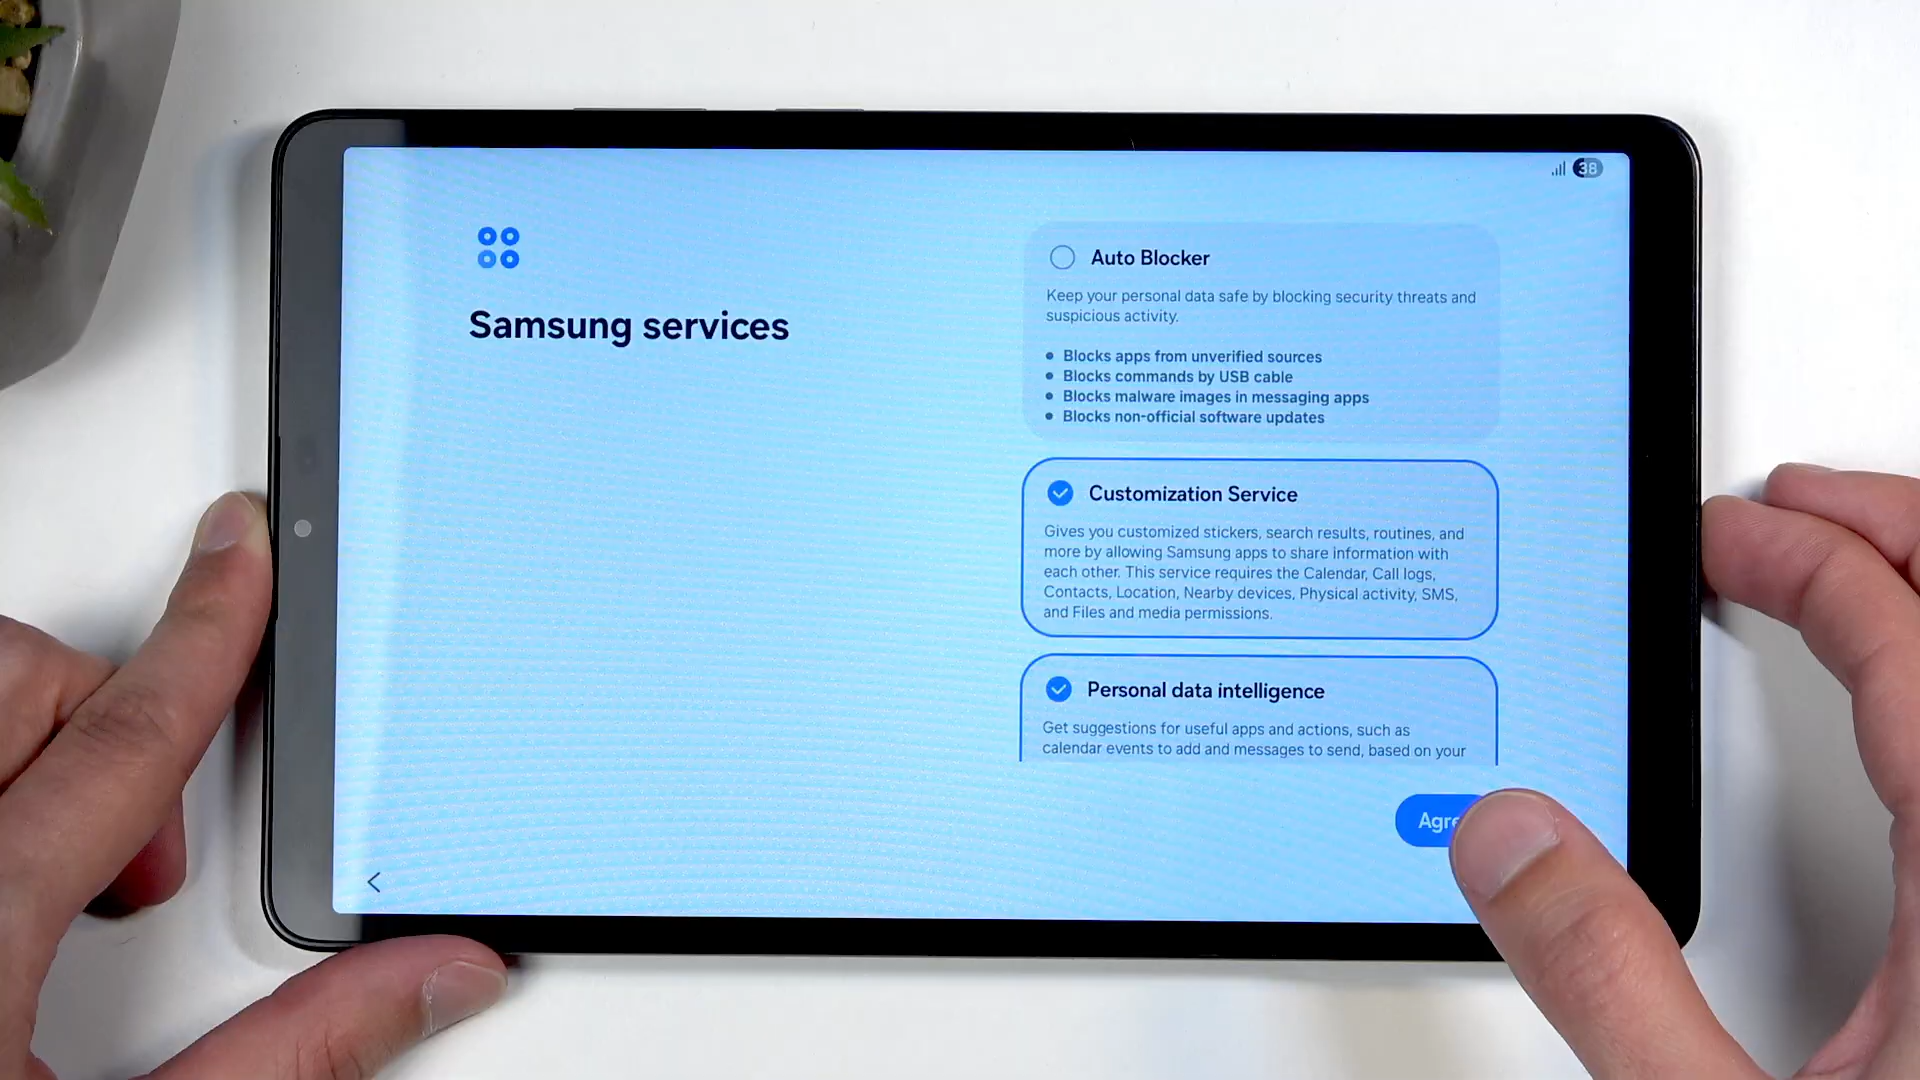 38
Samsung services
Auto Blocker
Keep your personal data safe by blocking security threats and
suspicious activity.
• Blocks apps from unverified sources
• Blocks commands by USB cable
• Blocks malware images in messaging apps
• Blocks non-official software updates
Customization Service
Gives you customized stickers, search results, routines, and
more by allowing Samsung apps to share information with
each other. This service requires the Calendar, Call logs,
Contacts, Location, Nearby devices, Physical activity, SMS,
and Files and media permissions.
Personal data intelligence
Get suggestions for useful apps and actions, such as
calendar events to add and messages to send, based on your